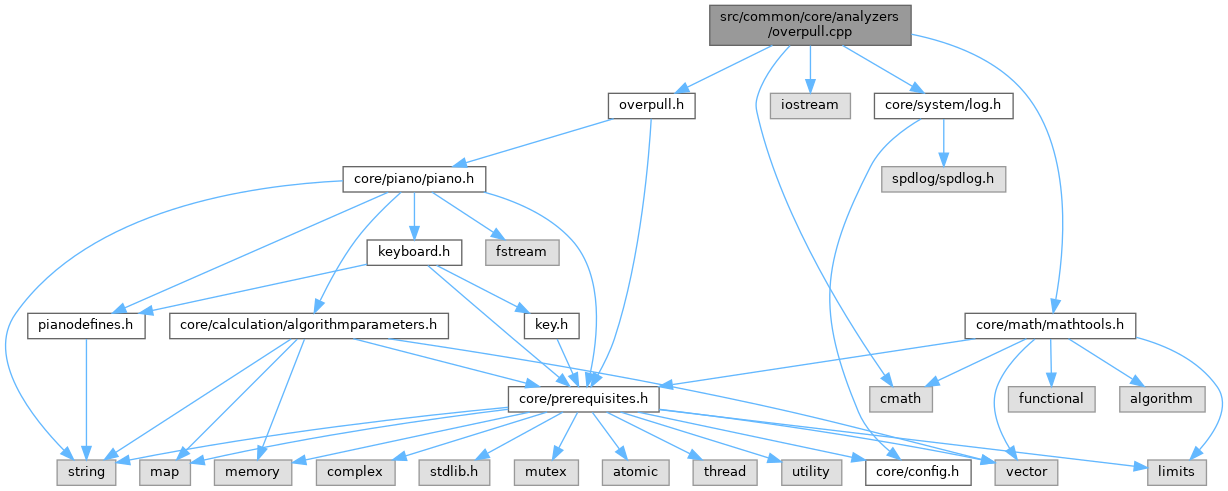 src/common/core/analyzers
/overpull.cpp
overpull.h
iostream
core/system/log.h
core/piano/piano.h
spdlog/spdlog.h
keyboard.h
fstream
pianodefines.h
core/calculation/algorithmparameters.h
key.h
core/math/mathtools.h
core/prerequisites.h
cmath
functional
algorithm
string
map
memory
complex
stdlib.h
mutex
atomic
thread
utility
core/config.h
vector
limits